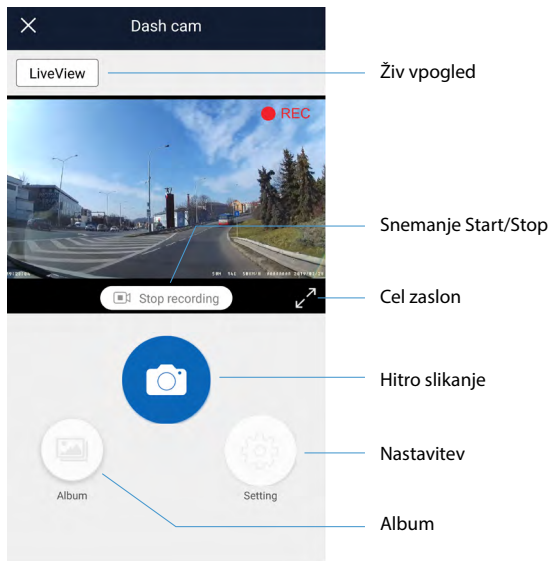 Dash cam
LiveView
Živ vpogled
REC
Snemanje Start/Stop
Stop recording
Cel zaslon
Hitro slikanje
Nastavitev
Album
Setting
Album